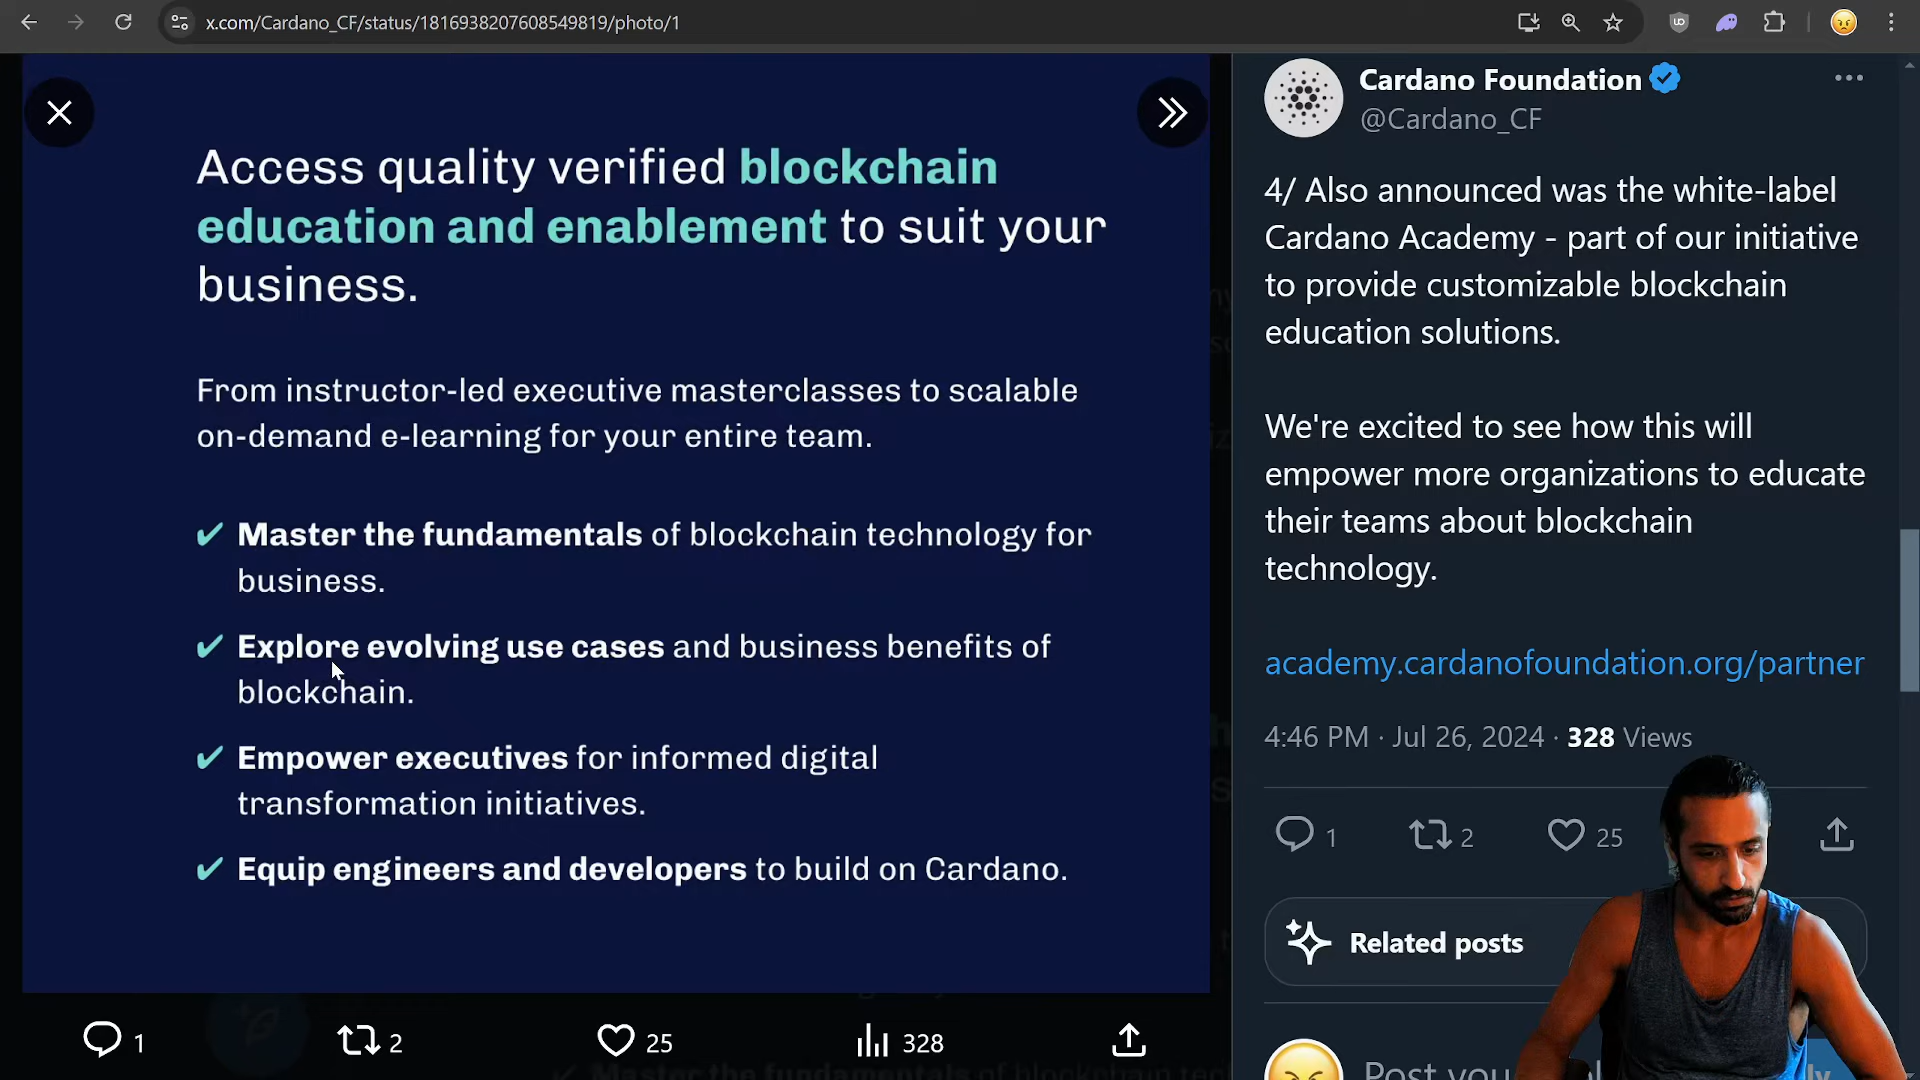 x.com/Cardano_CF/status/1816938207608549819/photo/1
Access quality verified blockchain
education and enablement to suit your
business.
From instructor-led executive masterclasses to scalable
on-demand e-learning for your entire team.
✔ Master the fundamentals of blockchain technology for
business.
✔ Explore evolving use cases and business benefits of
blockchain.
✔ Empower executives for informed digital
transformation initiatives.
✔ Equip engineers and developers to build on Cardano.
1 2 25 328
Cardano Foundation
@Cardano_CF
4/ Also announced was the white-label
Cardano Academy - part of our initiative
to provide customizable blockchain
education solutions.
We're excited to see how this will
empower more organizations to educate
their teams about blockchain
technology.
academy.cardanofoundation.org/partner
4:46 PM · Jul 26, 2024 · 328 Views
1 2 25
Related posts
Post you